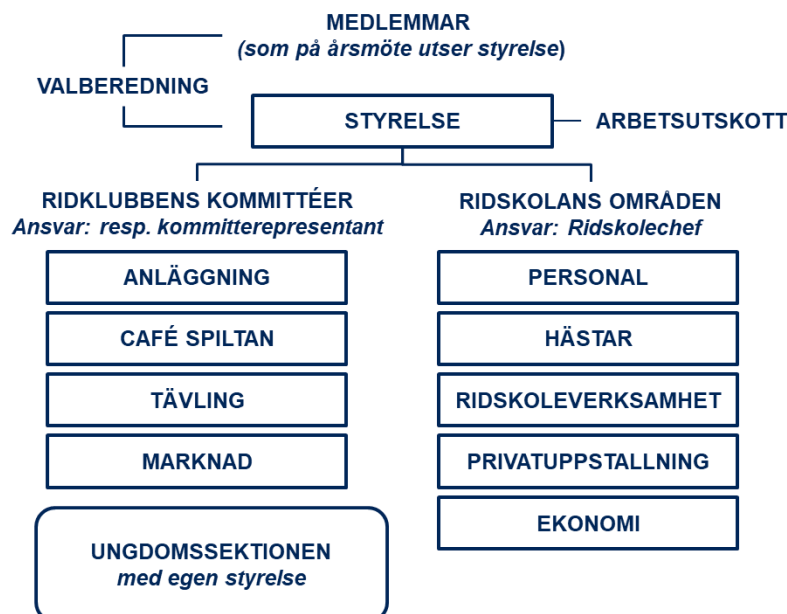 MEDLEMMAR
(som på årsmöte utser styrelse)
VALBEREDNING
STYRELSE
ARBETSUTSKOTT
RIDKLUBBENS KOMMITTÉER
Ansvar: resp. kommitterepresentant
ANLÄGGNING
CAFÉ SPILTAN
TÄVLING
MARKNAD
UNGDOMSSEKTIONEN
med egen styrelse
RIDSKOLANS OMRÅDEN
Ansvar: Ridskolechef
PERSONAL
HÄSTAR
RIDSKOLEVERKSAMHET
PRIVATUPPSTALLNING
EKONOMI